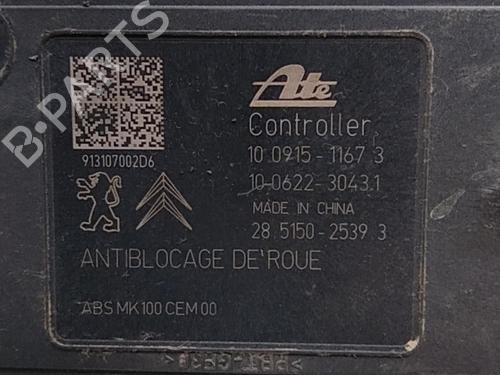 B-PARTS
Ate
Controller
10.0915-1167 3
10-0622-3043.1
MADE IN CHINA
28.5150-2539 3
913107002D6
ANTIBLOCAGE DE'ROUE
ABS MK100 CEM 00